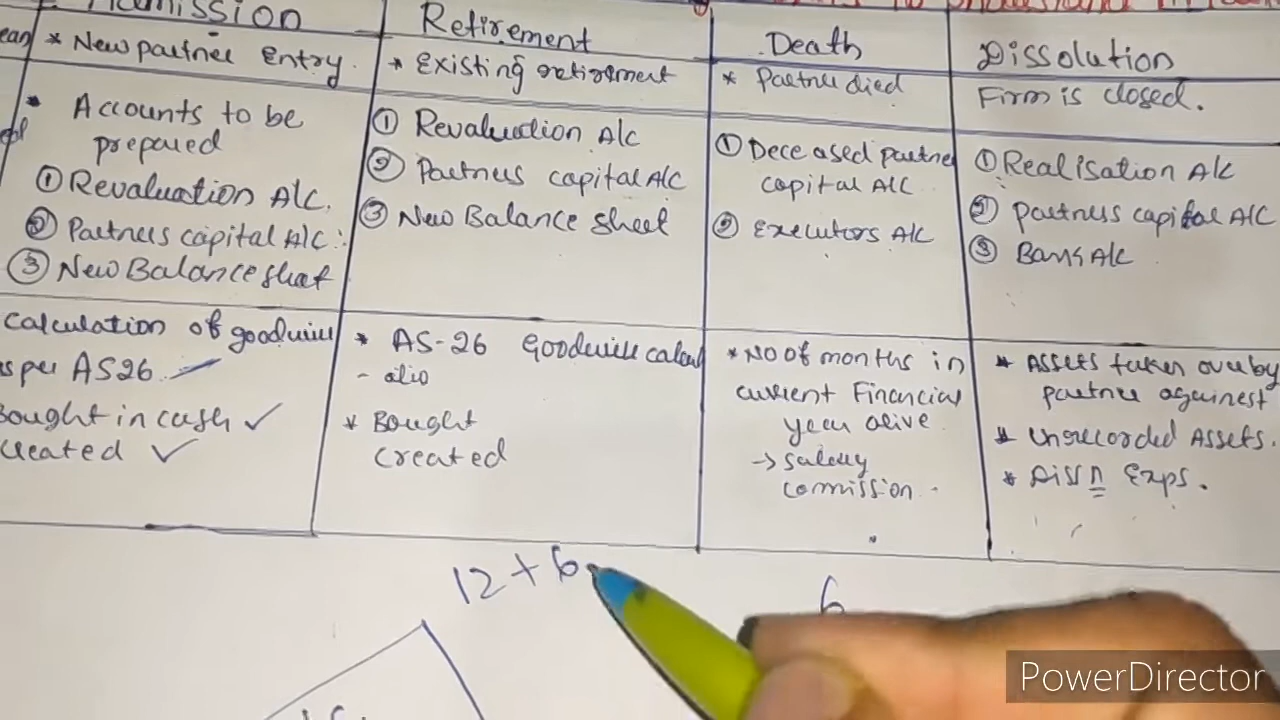 Admission
Retirement
Death
Dissolution
* New partner Entry
* Existing retirement
* Partner died
Firm is closed.
* Accounts to be
prepared
① Revaluation A/C.
② Partners capital A/C
③ New Balance sheet
① Revaluation A/C
② Partners capital A/C
③ New Balance sheet
① Deceased partner
capital A/C
② Executors A/C
① Realisation A/C
② partners capital A/C
③ Bank A/C
calculation of goodwill
as per AS26
Bought in cash ✓
created ✓
* AS-26 Goodwill
* Bought
created
* NO Of months in
current Financial
year alive
→ salary
commission
* Assets taken over by
partner against
* Unrecorded Assets.
* Diss n Exps.
12 + 6
6
PowerDirector